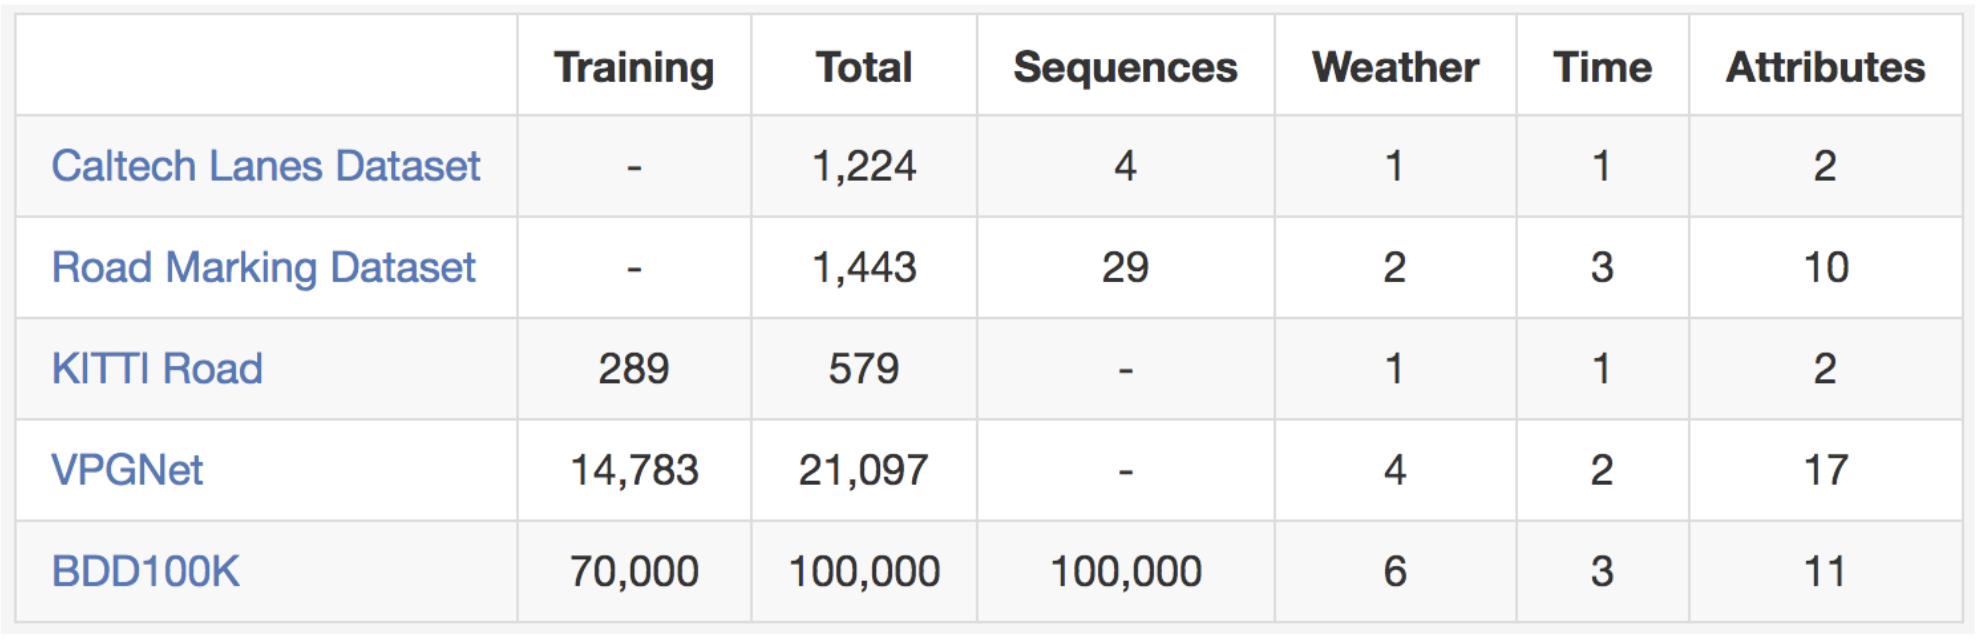 Training Total Sequences Weather Time Attributes
Caltech Lanes Dataset - 1,224 4 1 1 2
Road Marking Dataset - 1,443 29 2 3 10
KITTI Road 289 579 - 1 1 2
VPGNet 14,783 21,097 - 4 2 17
BDD100K 70,000 100,000 100,000 6 3 11